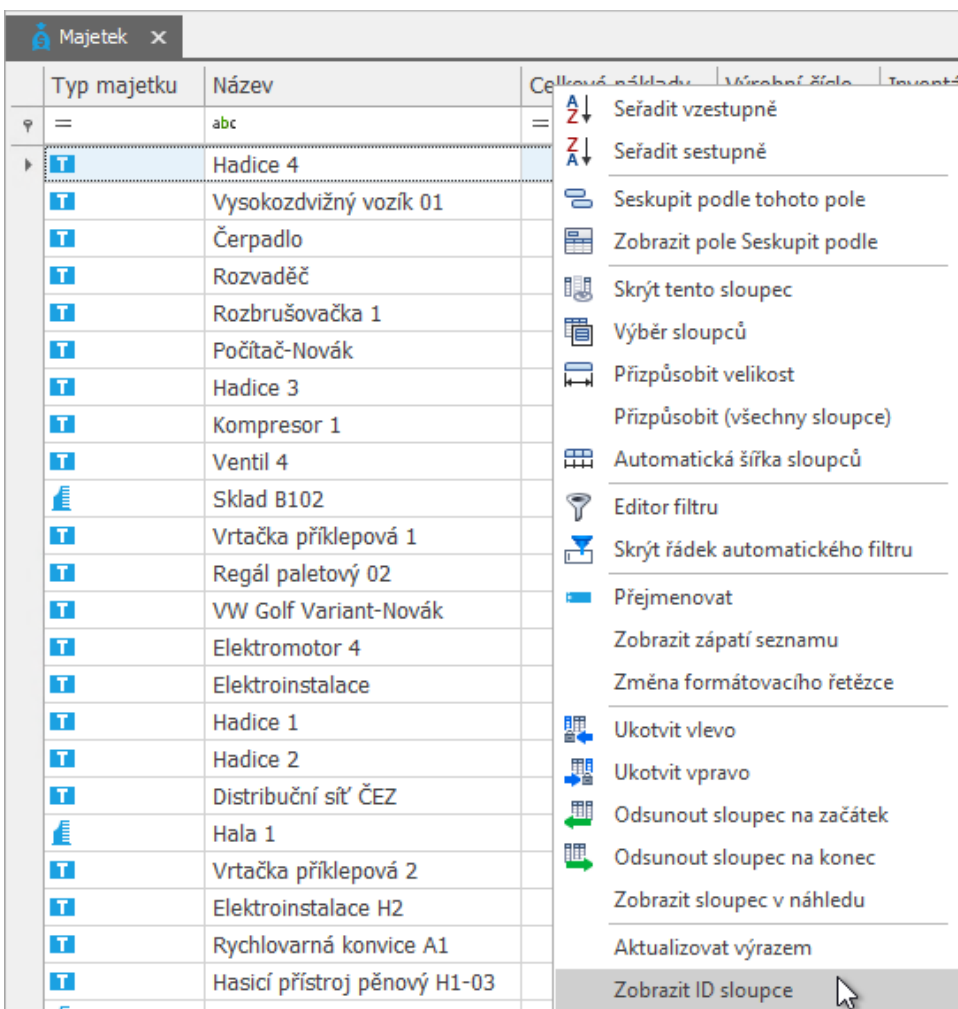 Majetek
Typ majetku Název Celkové náklady Výrobní číslo Inventá
= abc =
T Hadice 4
T Vysokozdvižný vozík 01
T Čerpadlo
T Rozvaděč
T Rozbrušovačka 1
T Počítač-Novák
T Hadice 3
T Kompresor 1
T Ventil 4
Sklad B102
T Vrtačka příklepová 1
T Regál paletový 02
T VW Golf Variant-Novák
T Elektromotor 4
T Elektroinstalace
T Hadice 1
T Hadice 2
T Distribuční síť ČEZ
Hala 1
T Vrtačka příklepová 2
T Elektroinstalace H2
T Rychlovarná konvice A1
T Hasicí přístroj pěnový H1-03
Seřadit vzestupně
Seřadit sestupně
Seskupit podle tohoto pole
Zobrazit pole Seskupit podle
Skrýt tento sloupec
Výběr sloupců
Přizpůsobit velikost
Přizpůsobit (všechny sloupce)
Automatická šířka sloupců
Editor filtru
Skrýt řádek automatického filtru
Přejmenovat
Zobrazit zápatí seznamu
Změna formátovacího řetězce
Ukotvit vlevo
Ukotvit vpravo
Odsunout sloupec na začátek
Odsunout sloupec na konec
Zobrazit sloupec v náhledu
Aktualizovat výrazem
Zobrazit ID sloupce